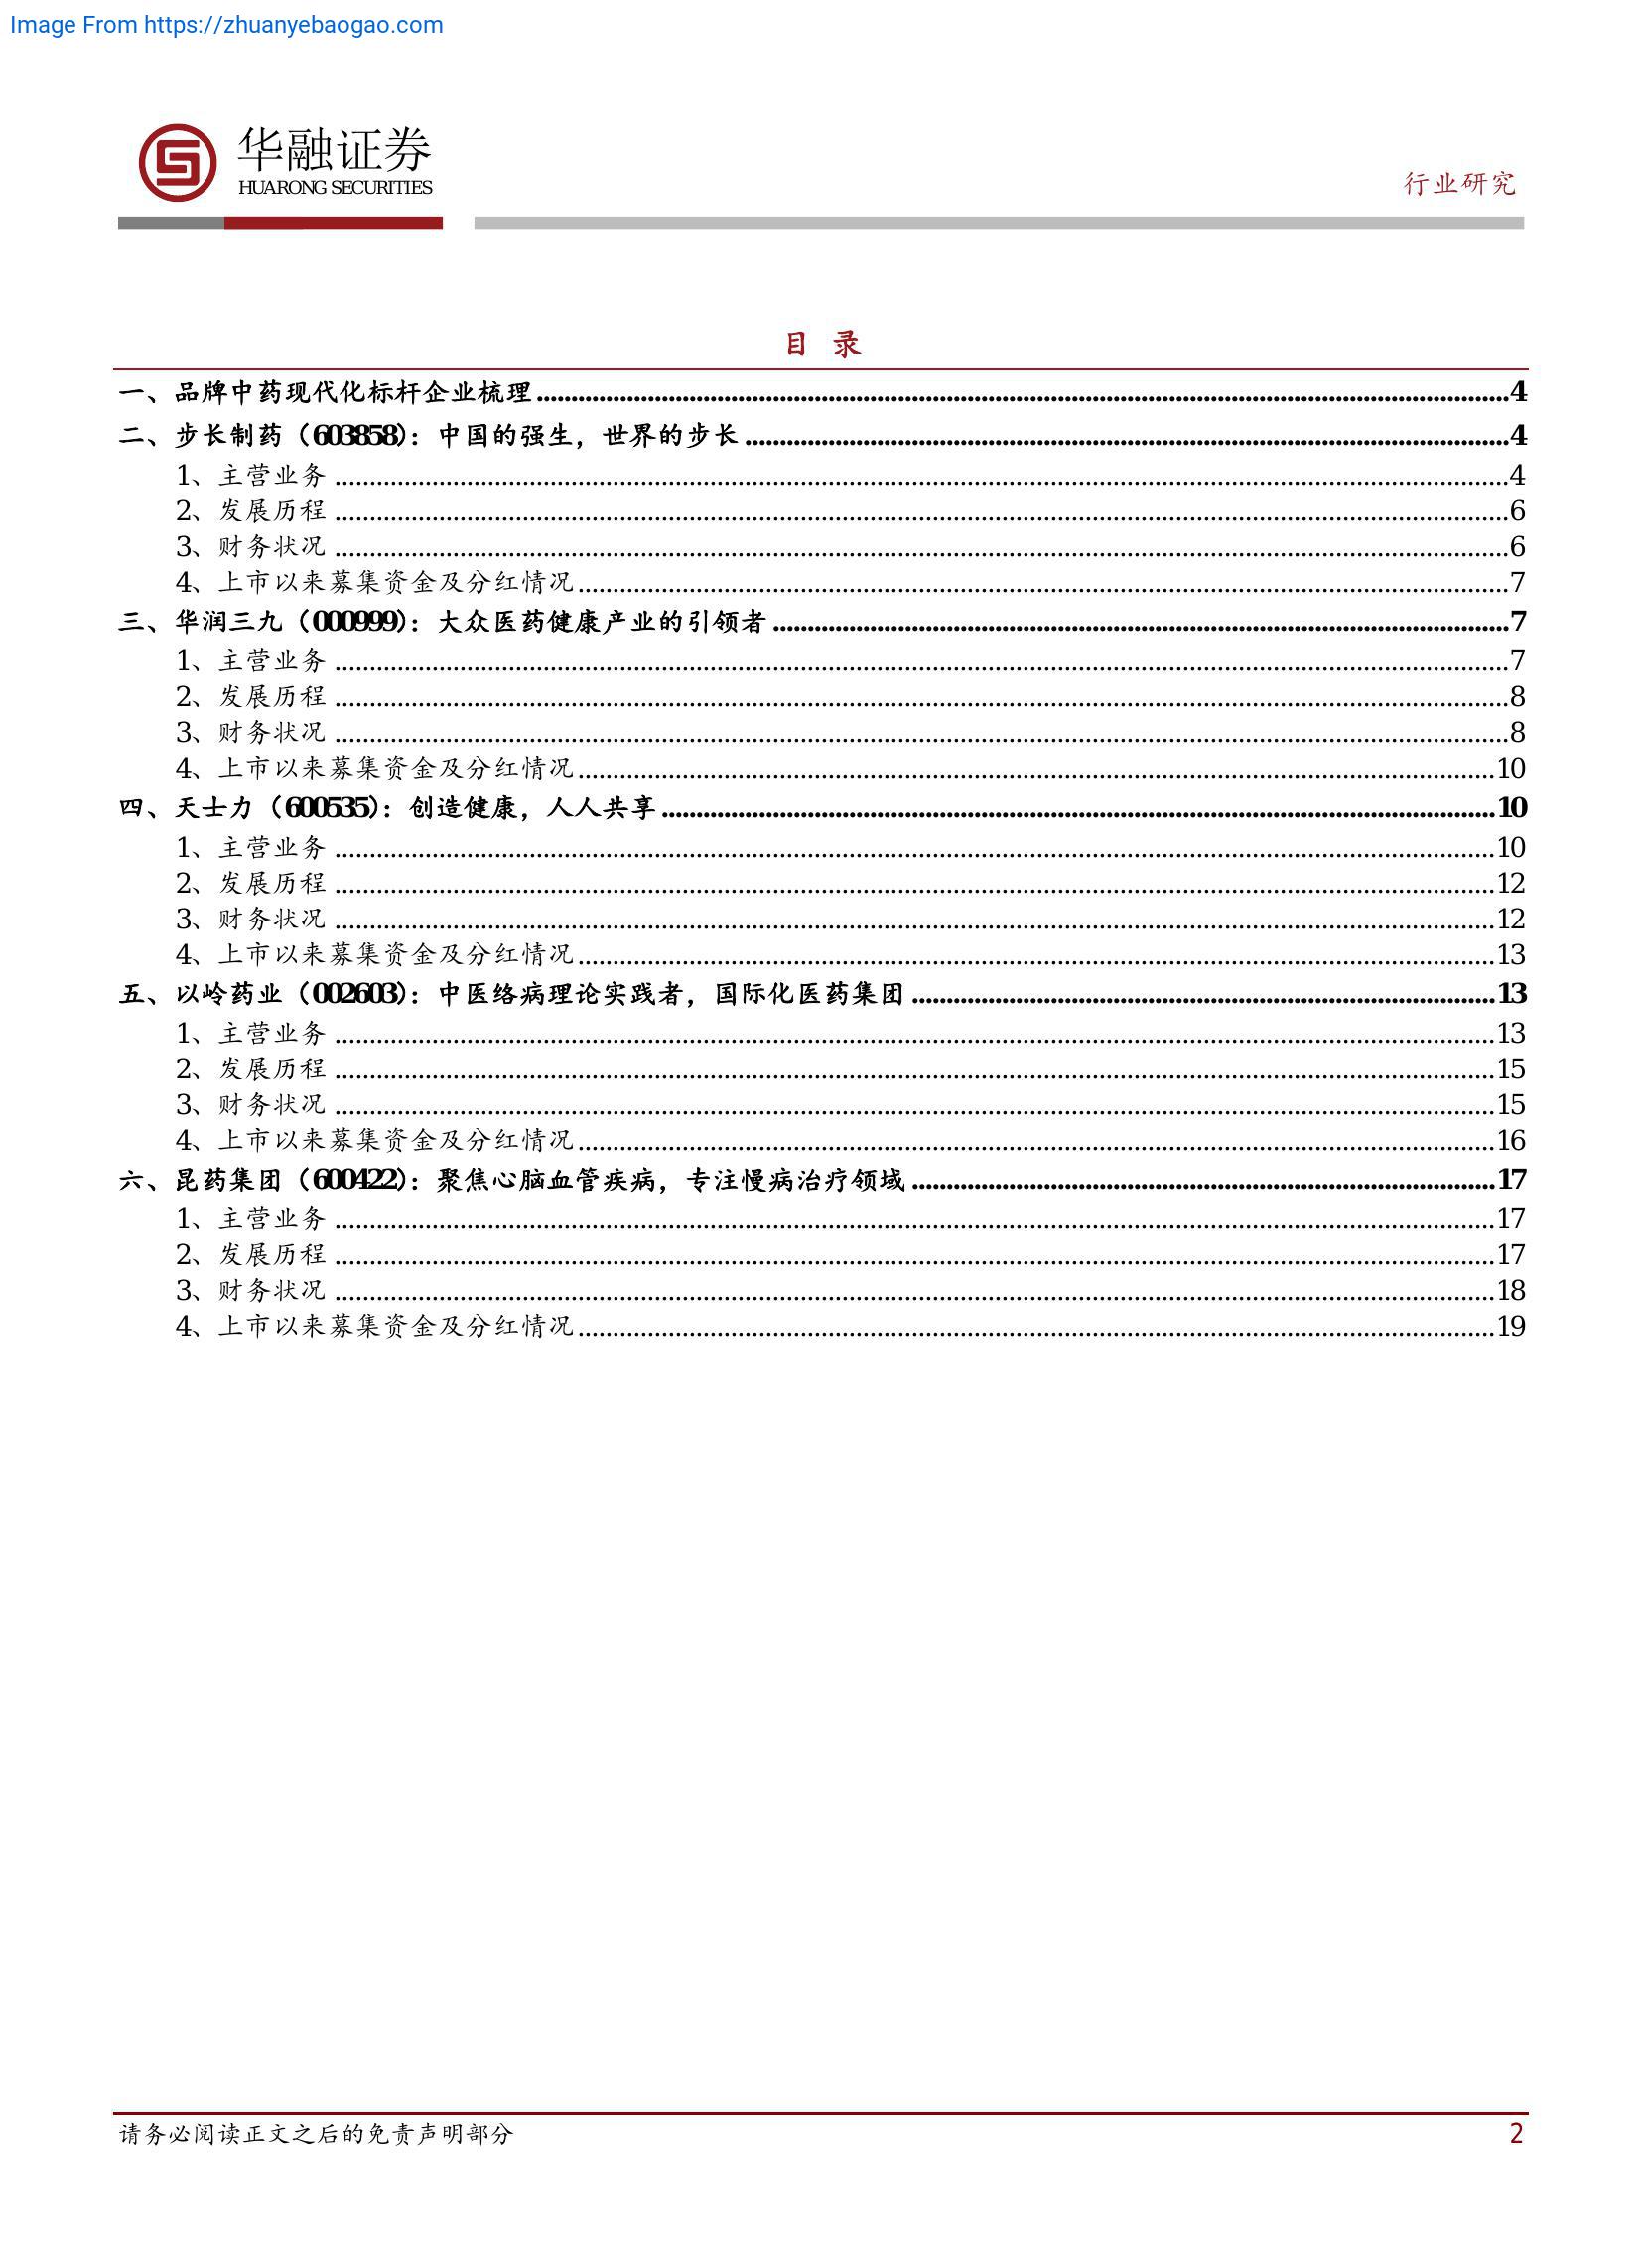 Image From https://zhuanyebaogao.com
华融证券
HUARONG SECURITIES
行业研究
目 录
一、品牌中药现代化标杆企业梳理........................................4
二、步长制药（603858）：中国的强生，世界的步长........................................4
1、主营业务........................................4
2、发展历程........................................6
3、财务状况........................................6
4、上市以来募集资金及分红情况........................................7
三、华润三九（000999）：大众医药健康产业的引领者........................................7
1、主营业务........................................7
2、发展历程........................................8
3、财务状况........................................8
4、上市以来募集资金及分红情况........................................10
四、天士力（600535）：创造健康，人人共享........................................10
1、主营业务........................................10
2、发展历程........................................12
3、财务状况........................................12
4、上市以来募集资金及分红情况........................................13
五、以岭药业（002603）：中医络病理论实践者，国际化医药集团........................................13
1、主营业务........................................13
2、发展历程........................................15
3、财务状况........................................15
4、上市以来募集资金及分红情况........................................16
六、昆药集团（600422）：聚焦心脑血管疾病，专注慢病治疗领域........................................17
1、主营业务........................................17
2、发展历程........................................17
3、财务状况........................................18
4、上市以来募集资金及分红情况........................................19
请务必阅读正文之后的免责声明部分 2